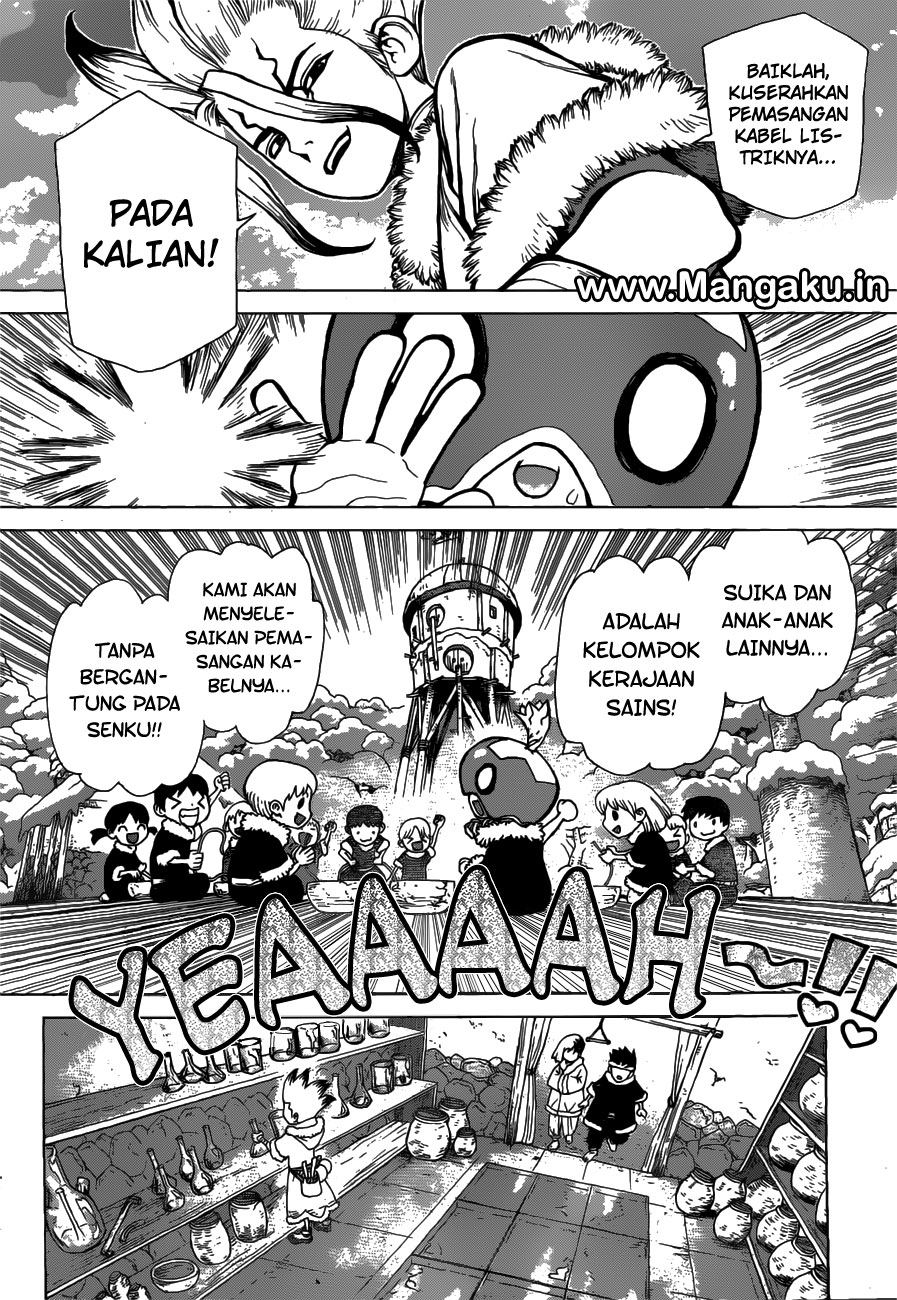 BAIKLAH,
KUSERAHKAN
PEMASANGAN
KABEL LIS-
TRIKNYA...
PADA
KALIAN!
www.Mangaku.in
SUIKA DAN
ANAK-ANAK
LAINNYA...
ADALAH
KELOMPOK
KERAJAAN
SAINS!
KAMI AKAN
MENYELE-
SAIKAN PEMA-
SANGAN KA-
BELNYA...
TANPA
BERGAN-
TUNG PADA
SENKU!!
YEAAAAAH~!!